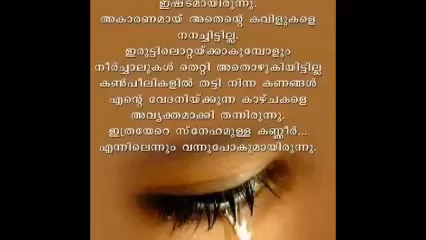 ഇഷ്ടമായിരുന്നു.
അകാരണമായ് അതെന്റെ കവിളുകളെ
നനച്ചിട്ടില്ല.
ഇരുട്ടിലൊറ്റയ്ക്കാകുമ്പോളും
നീർച്ചാലുകൾ തെറ്റി അതൊഴുകിയിട്ടില്ല
കൺപീലികളിൽ തട്ടി നിന്ന കണങ്ങൾ
എന്റെ വേദനിയ്ക്കുന്ന കാഴ്ചകളെ
അവ്യക്തമാക്കി തന്നിരുന്നു.
ഇത്രയേറെ സ്നേഹമുള്ള കണ്ണീർ...
എന്നിലെന്നും വന്നുപോകുമായിരുന്നു.